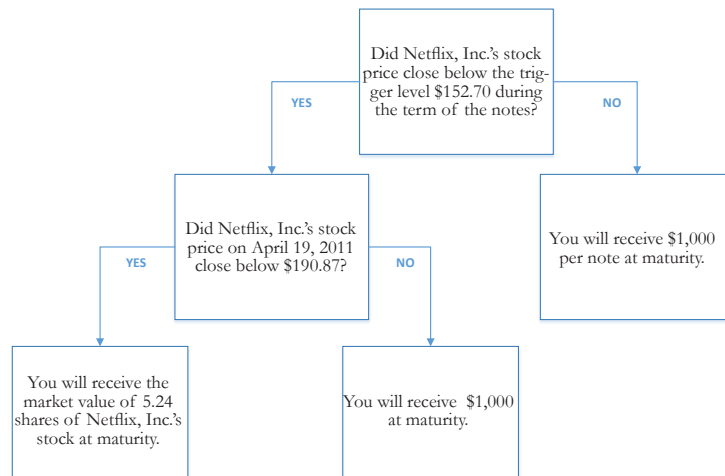 Did Netflix, Inc.'s stock
price close below the trig-
ger level $152.70 during
the term of the notes?
YES
NO
Did Netflix, Inc.'s stock
price on April 19, 2011
close below $190.87?
You will receive $1,000
per note at maturity.
YES
NO
You will receive the
market value of 5.24
shares of Netflix, Inc.'s
stock at maturity.
You will receive $1,000
at maturity.